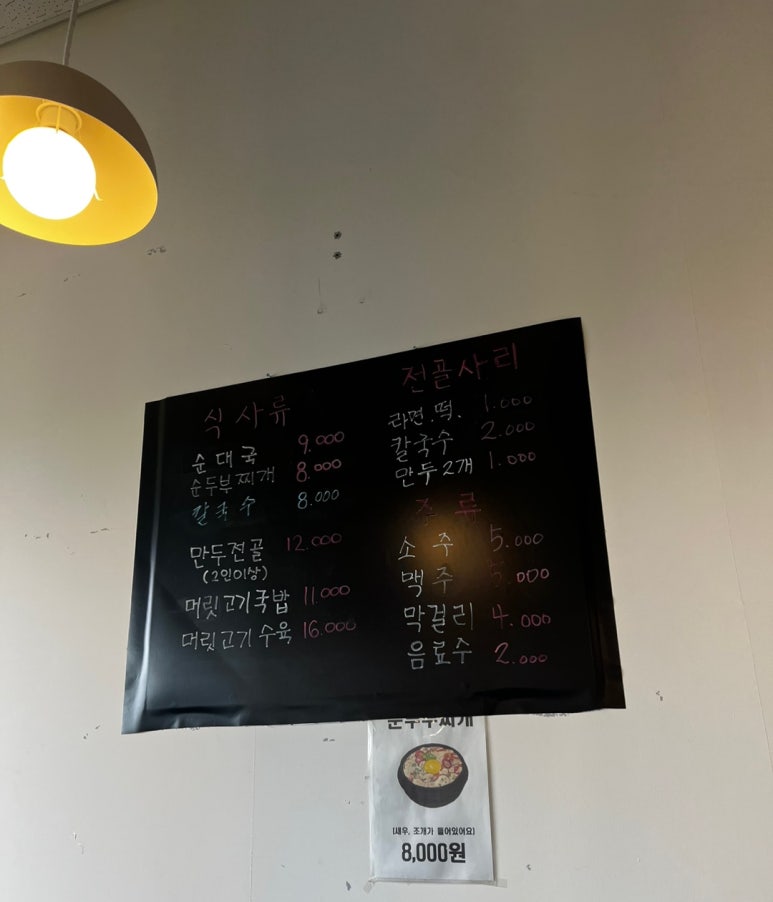 식사류
순대국 9.000
순두부찌개 8.000
칼국수 8.000
만두전골 12.000
(2인이상)
머릿고기국밥 11.000
머릿고기수육 16.000
전골사리
라면.떡. 1.000
칼국수 2.000
만두2개 1.000
주류
소주 5.000
맥주 5.000
막걸리 4.000
음료수 2.000
순두부찌개
(새우, 조개가 들어있어요)
8,000원